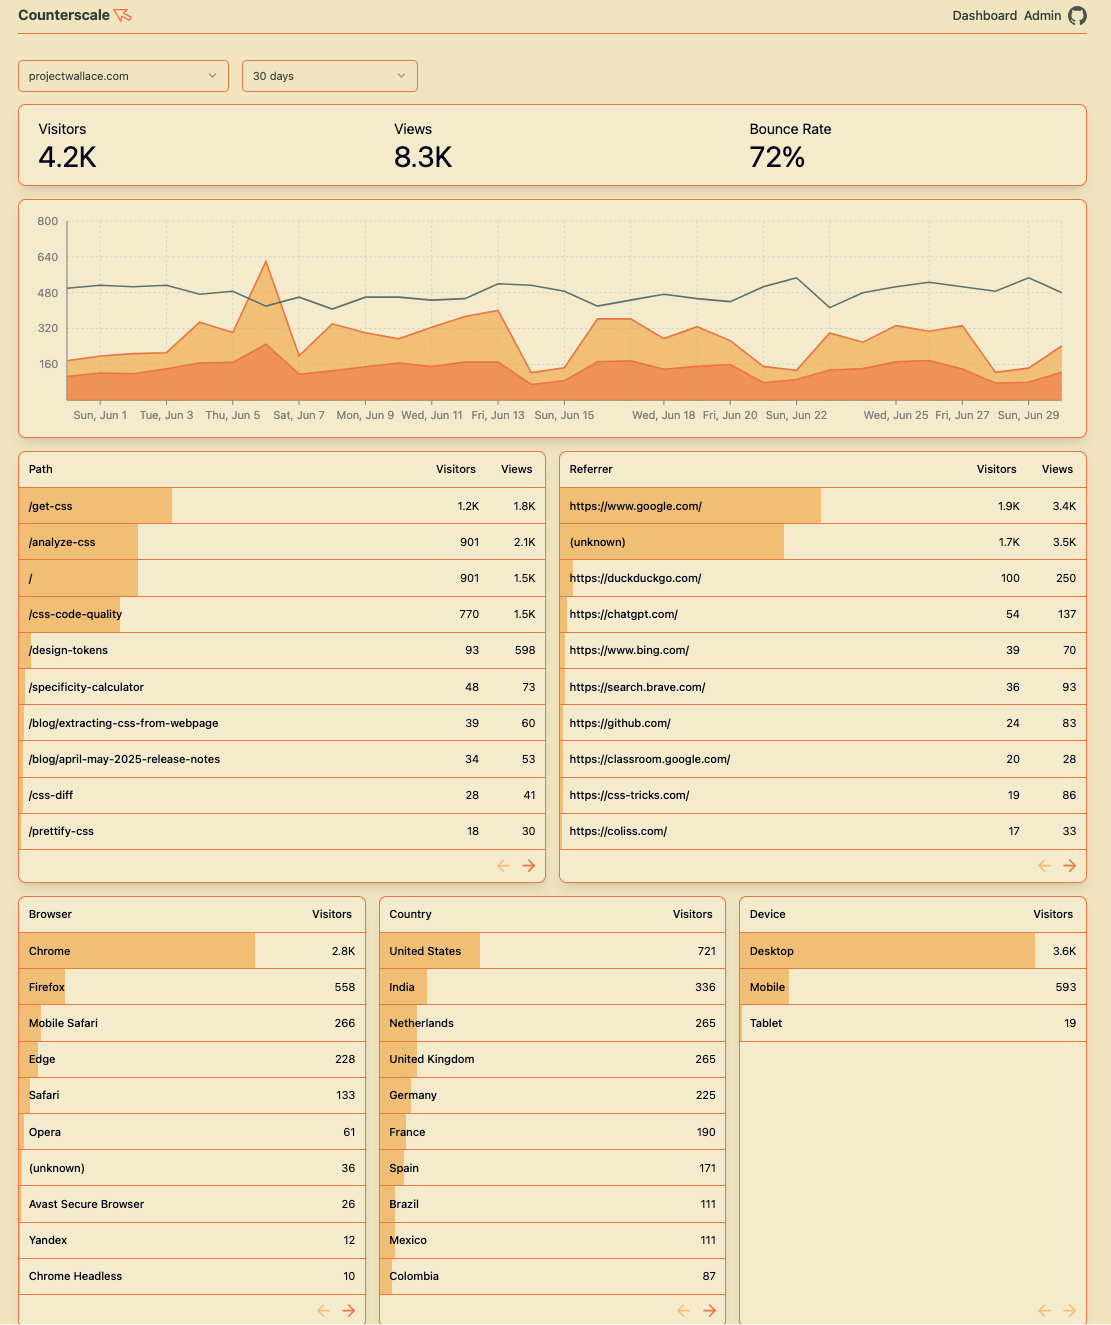 Counterscale Dashboard Admin
projectwallace.com 30 days
Visitors Views Bounce Rate
4.2K 8.3K 72%
800
640
480
320
160
Sun, Jun 1 Tue, Jun 3 Thu, Jun 5 Sat, Jun 7 Mon, Jun 9 Wed, Jun 11 Fri, Jun 13 Sun, Jun 15 Wed, Jun 18 Fri, Jun 20 Sun, Jun 22 Wed, Jun 25 Fri, Jun 27 Sun, Jun 29
Path Visitors Views
/get-css 1.2K 1.8K
/analyze-css 901 2.1K
/ 901 1.5K
/css-code-quality 770 1.5K
/design-tokens 93 598
/specificity-calculator 48 73
/blog/extracting-css-from-webpage 39 60
/blog/april-may-2025-release-notes 34 53
/css-diff 28 41
/prettify-css 18 30
Referrer Visitors Views
https://www.google.com/ 1.9K 3.4K
(unknown) 1.7K 3.5K
https://duckduckgo.com/ 100 250
https://chatgpt.com/ 54 137
https://www.bing.com/ 39 70
https://search.brave.com/ 36 93
https://github.com/ 24 83
https://classroom.google.com/ 20 28
https://css-tricks.com/ 19 86
https://coliss.com/ 17 33
Browser Visitors
Chrome 2.8K
Firefox 558
Mobile Safari 266
Edge 228
Safari 133
Opera 61
(unknown) 36
Avast Secure Browser 26
Yandex 12
Chrome Headless 10
Country Visitors
United States 721
India 336
Netherlands 265
United Kingdom 265
Germany 225
France 190
Spain 171
Brazil 111
Mexico 111
Colombia 87
Device Visitors
Desktop 3.6K
Mobile 593
Tablet 19